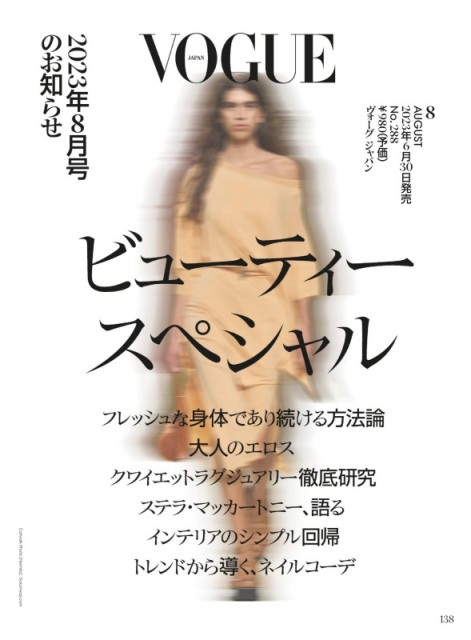 VOGUE
JAPAN
2023年8月号
のお知らせ
8
AUGUST
2023年6月30日発売
No. 288
¥980(予価)
ヴォーグ ジャパン
ビューティー
スペシャル
フレッシュな身体であり続ける方法論
大人のエロス
クワイエットラグジュアリー徹底研究
ステラ・マッカートニー、語る
インテリアのシンプル回帰
トレンドから導く、ネイルコーデ
138